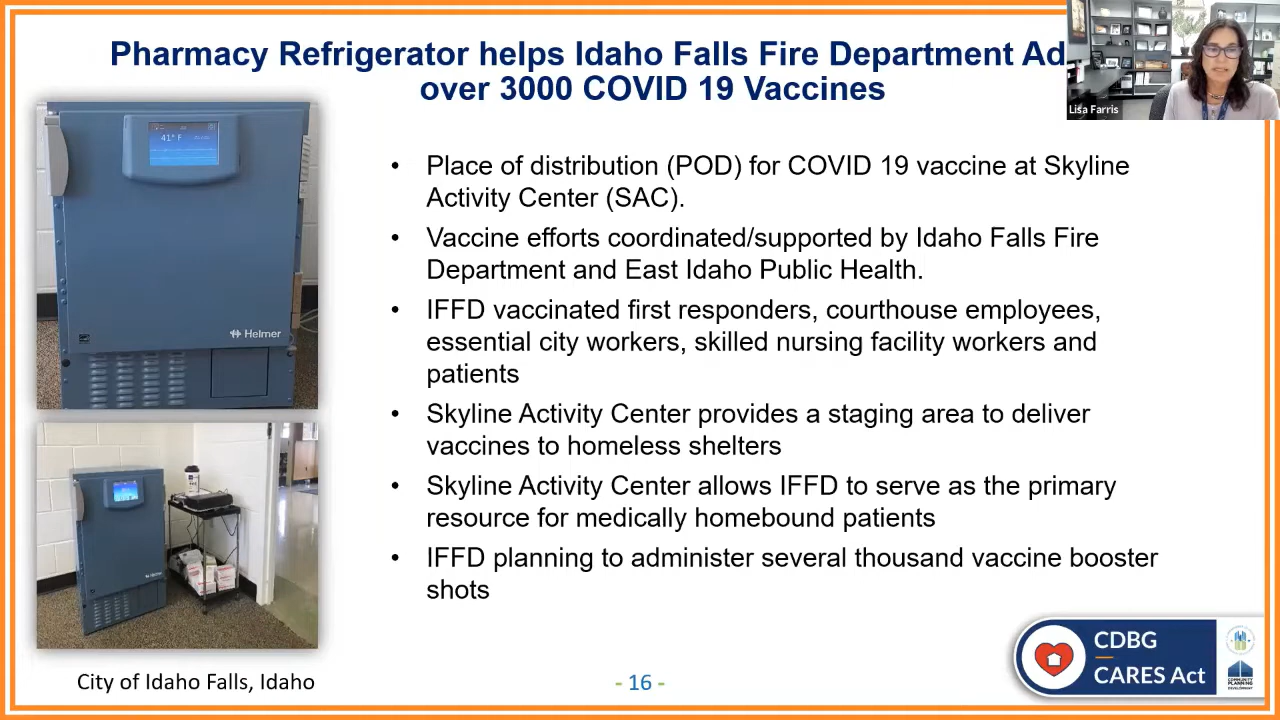 Pharmacy Refrigerator helps Idaho Falls Fire Department Ad
over 3000 COVID 19 Vaccines
Lisa Farris
41° F
Helmer
• Place of distribution (POD) for COVID 19 vaccine at Skyline
Activity Center (SAC).
• Vaccine efforts coordinated/supported by Idaho Falls Fire
Department and East Idaho Public Health.
• IFFD vaccinated first responders, courthouse employees,
essential city workers, skilled nursing facility workers and
patients
• Skyline Activity Center provides a staging area to deliver
vaccines to homeless shelters
• Skyline Activity Center allows IFFD to serve as the primary
resource for medically homebound patients
• IFFD planning to administer several thousand vaccine booster
shots
Helmer
City of Idaho Falls, Idaho
- 16 -
CDBG
CARES Act
COMMUNITY
PLANNING
DEVELOPMENT